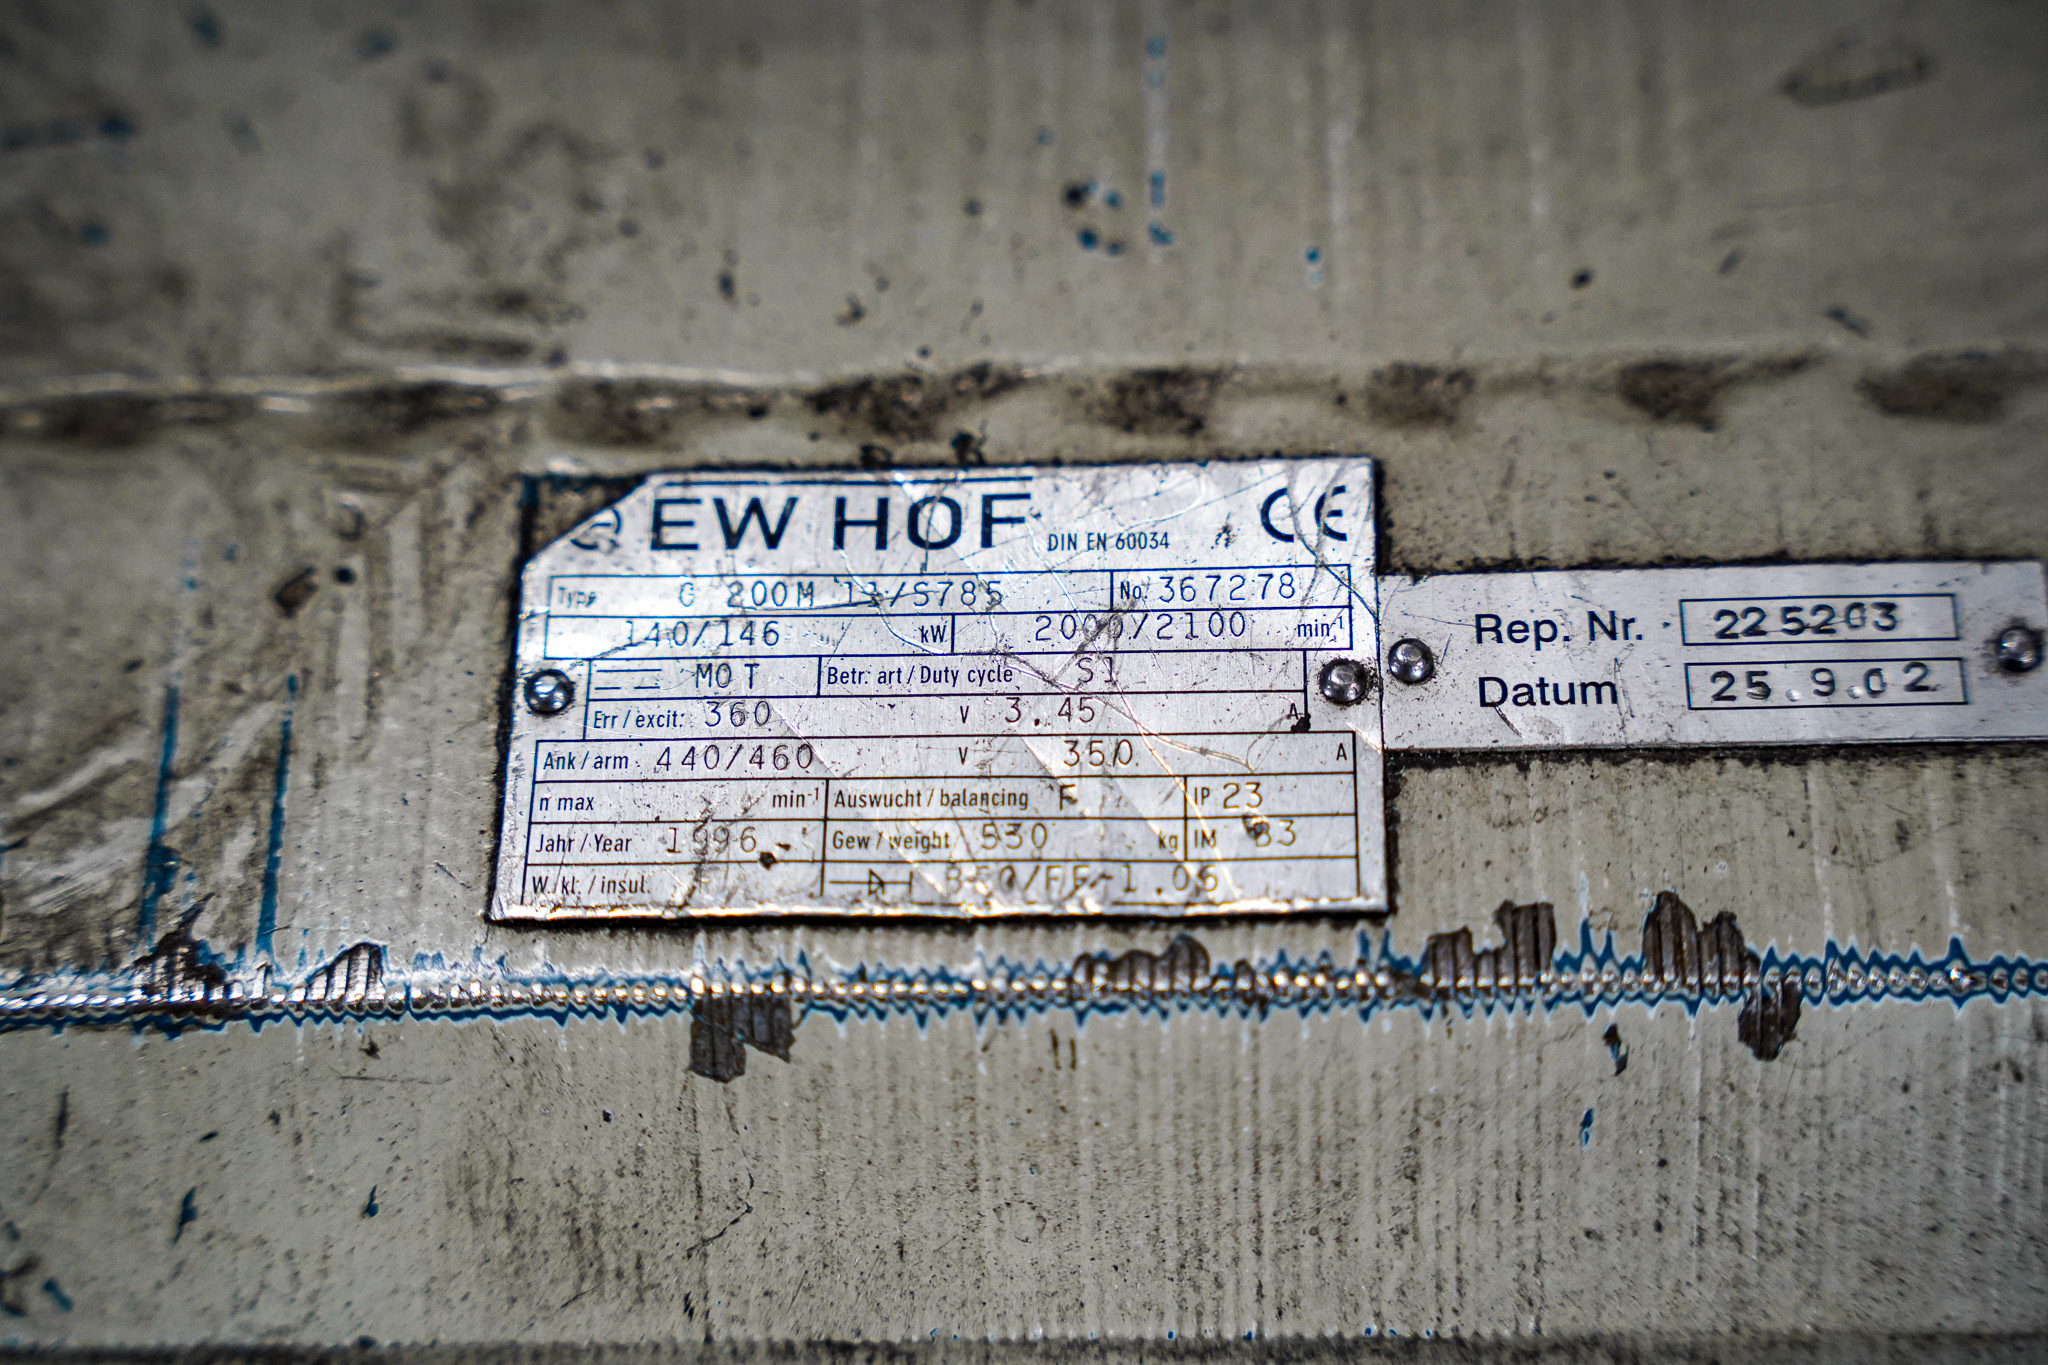 EW HOF DIN EN 60034 CE
Type G 200M 11/S785 No. 367278
140/146 kW 2000/2100 min-1
MOT Betr. art / Duty cycle S1
Err / excit: 360 V 3.45 A
Ank / arm 440/460 V 350 A
n max min-1 Auswucht / balancing F IP 23
Jahr / Year 1996 Gew / weight 530 kg IM B3
W. kl. / insul.
Rep. Nr. 225203
Datum 25.9.02